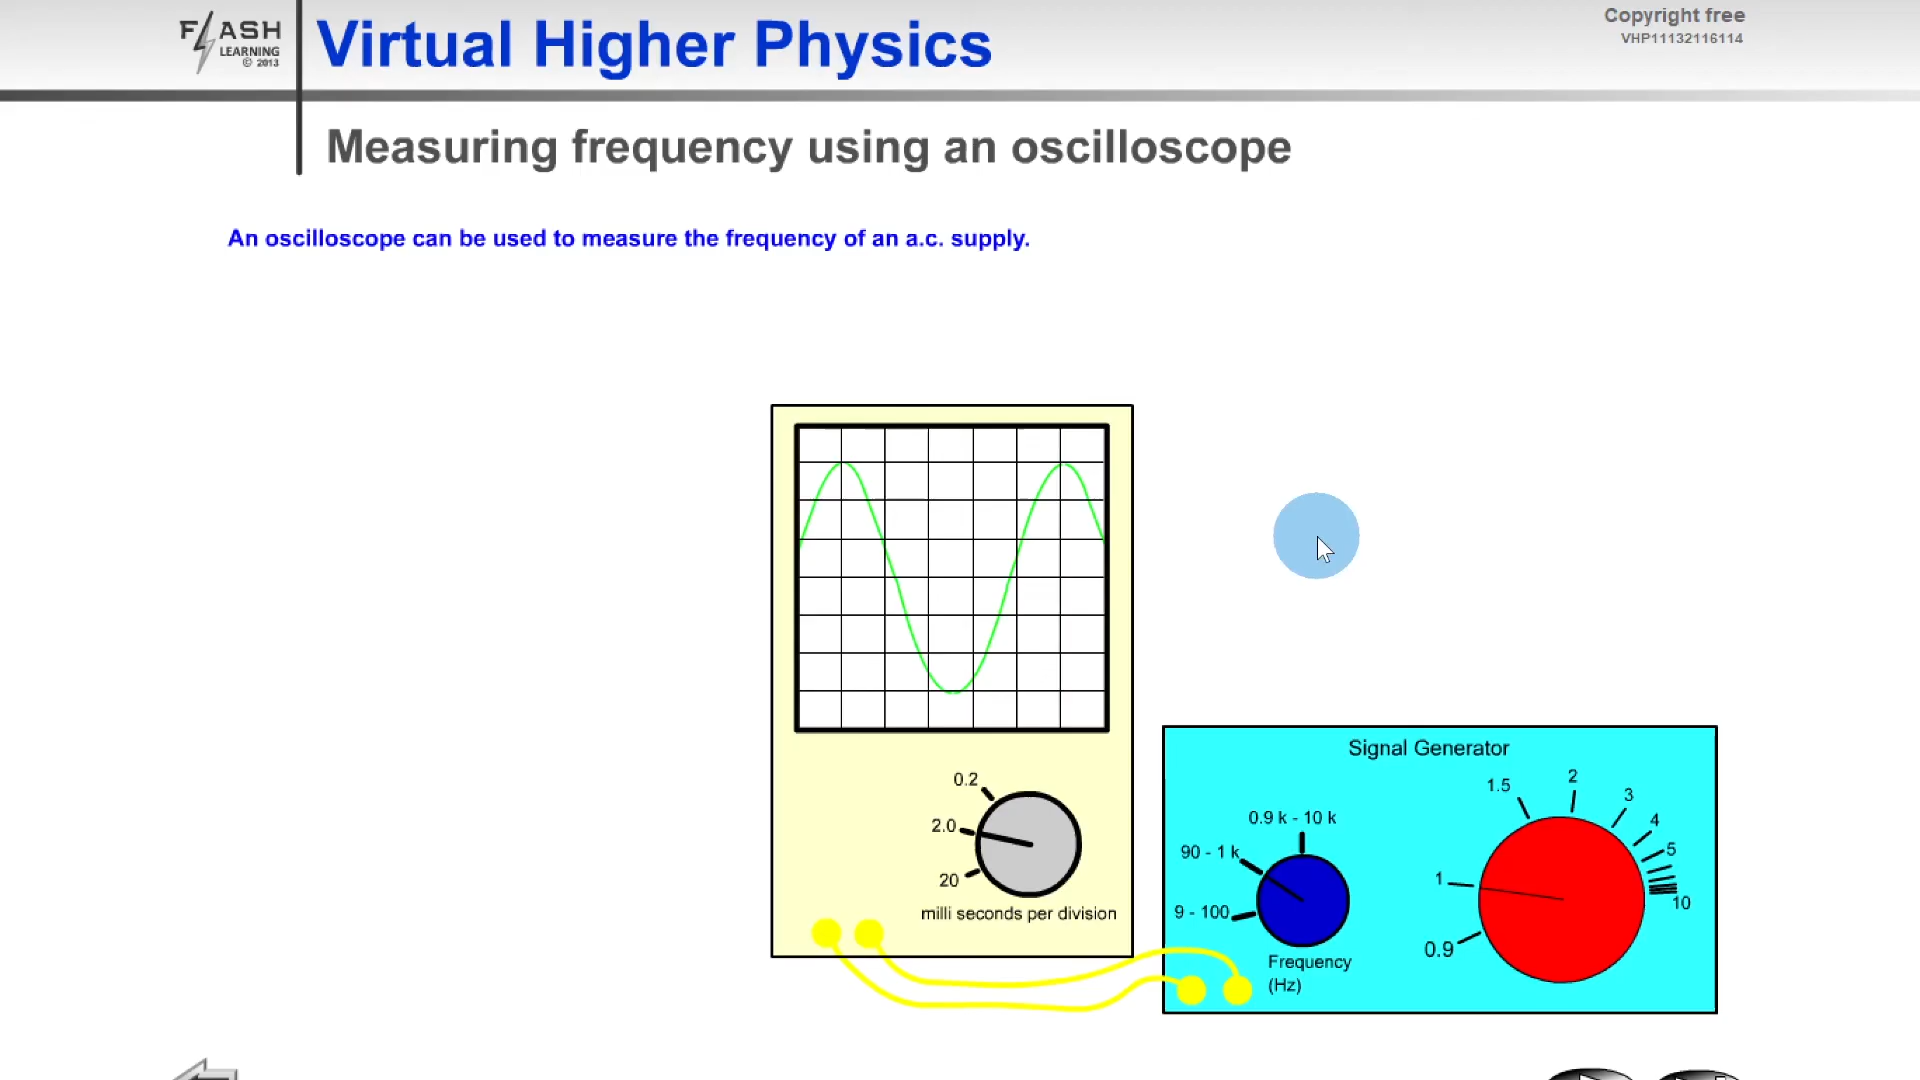 FLASH
LEARNING
© 2013
Virtual Higher Physics
Copyright free
VHP11132116114
Measuring frequency using an oscilloscope
An oscilloscope can be used to measure the frequency of an a.c. supply.
0.2
2.0
20
milli seconds per division
Signal Generator
0.9 k - 10 k
90 - 1 k
9 - 100
Frequency
(Hz)
0.9
1
1.5
2
3
4
5
10